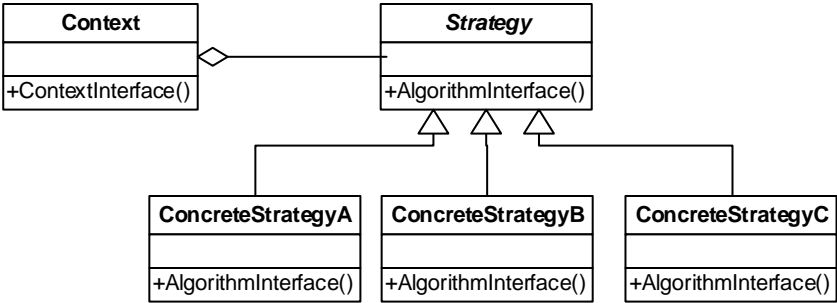 Context
+ContextInterface()
Strategy
+AlgorithmInterface()
ConcreteStrategyA
+AlgorithmInterface()
ConcreteStrategyB
+AlgorithmInterface()
ConcreteStrategyC
+AlgorithmInterface()